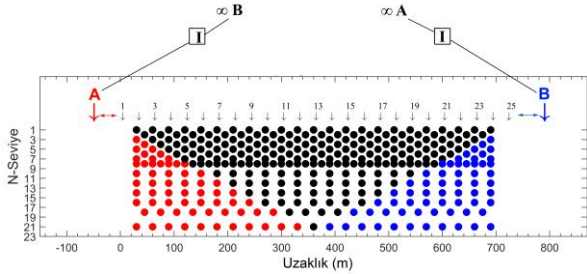 ∞ B
∞ A
I
I
A
B
1 3 5 7 9 11 13 15 17 19 21 23 25
N-Seviye
1
3
5
7
9
11
13
15
17
19
21
23
-100 0 100 200 300 400 500 600 700 800
Uzaklık (m)